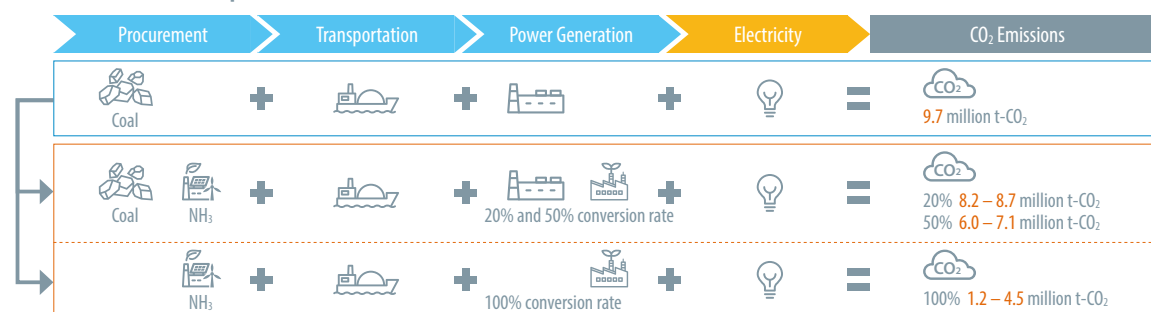 Procurement
Transportation
Power Generation
Electricity
CO₂ Emissions
Coal
CO₂
9.7 million t-CO₂
Coal
NH₃
20% and 50% conversion rate
CO₂
20% 8.2 – 8.7 million t-CO₂
50% 6.0 – 7.1 million t-CO₂
NH₃
100% conversion rate
CO₂
100% 1.2 – 4.5 million t-CO₂